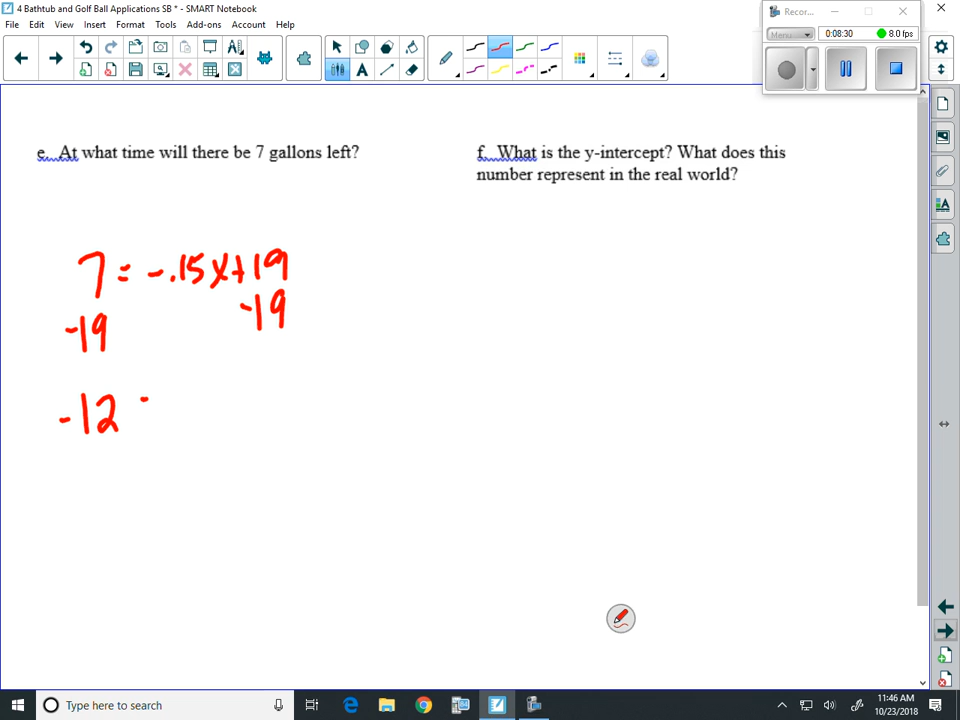 4 Bathtub and Golf Ball Applications SB * - SMART Notebook
File Edit View Insert Format Tools Add-ons Account Help
Recor...
Menu 0:08:30 8.0 fps
e. At what time will there be 7 gallons left?
f. What is the y-intercept? What does this
number represent in the real world?
7 = -.15x+19
-19 -19
-12
Type here to search
11:46 AM
10/23/2018